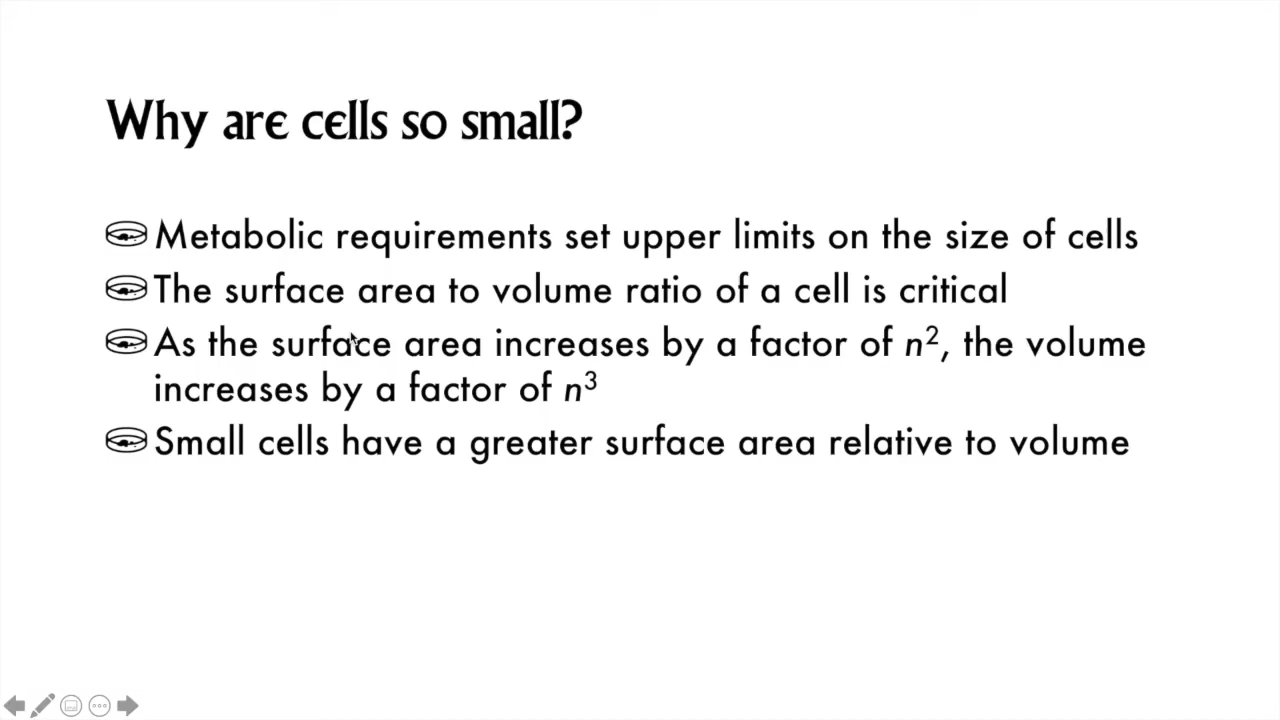 Why are cells so small?
Metabolic requirements set upper limits on the size of cells
The surface area to volume ratio of a cell is critical
As the surface area increases by a factor of n², the volume
increases by a factor of n³
Small cells have a greater surface area relative to volume